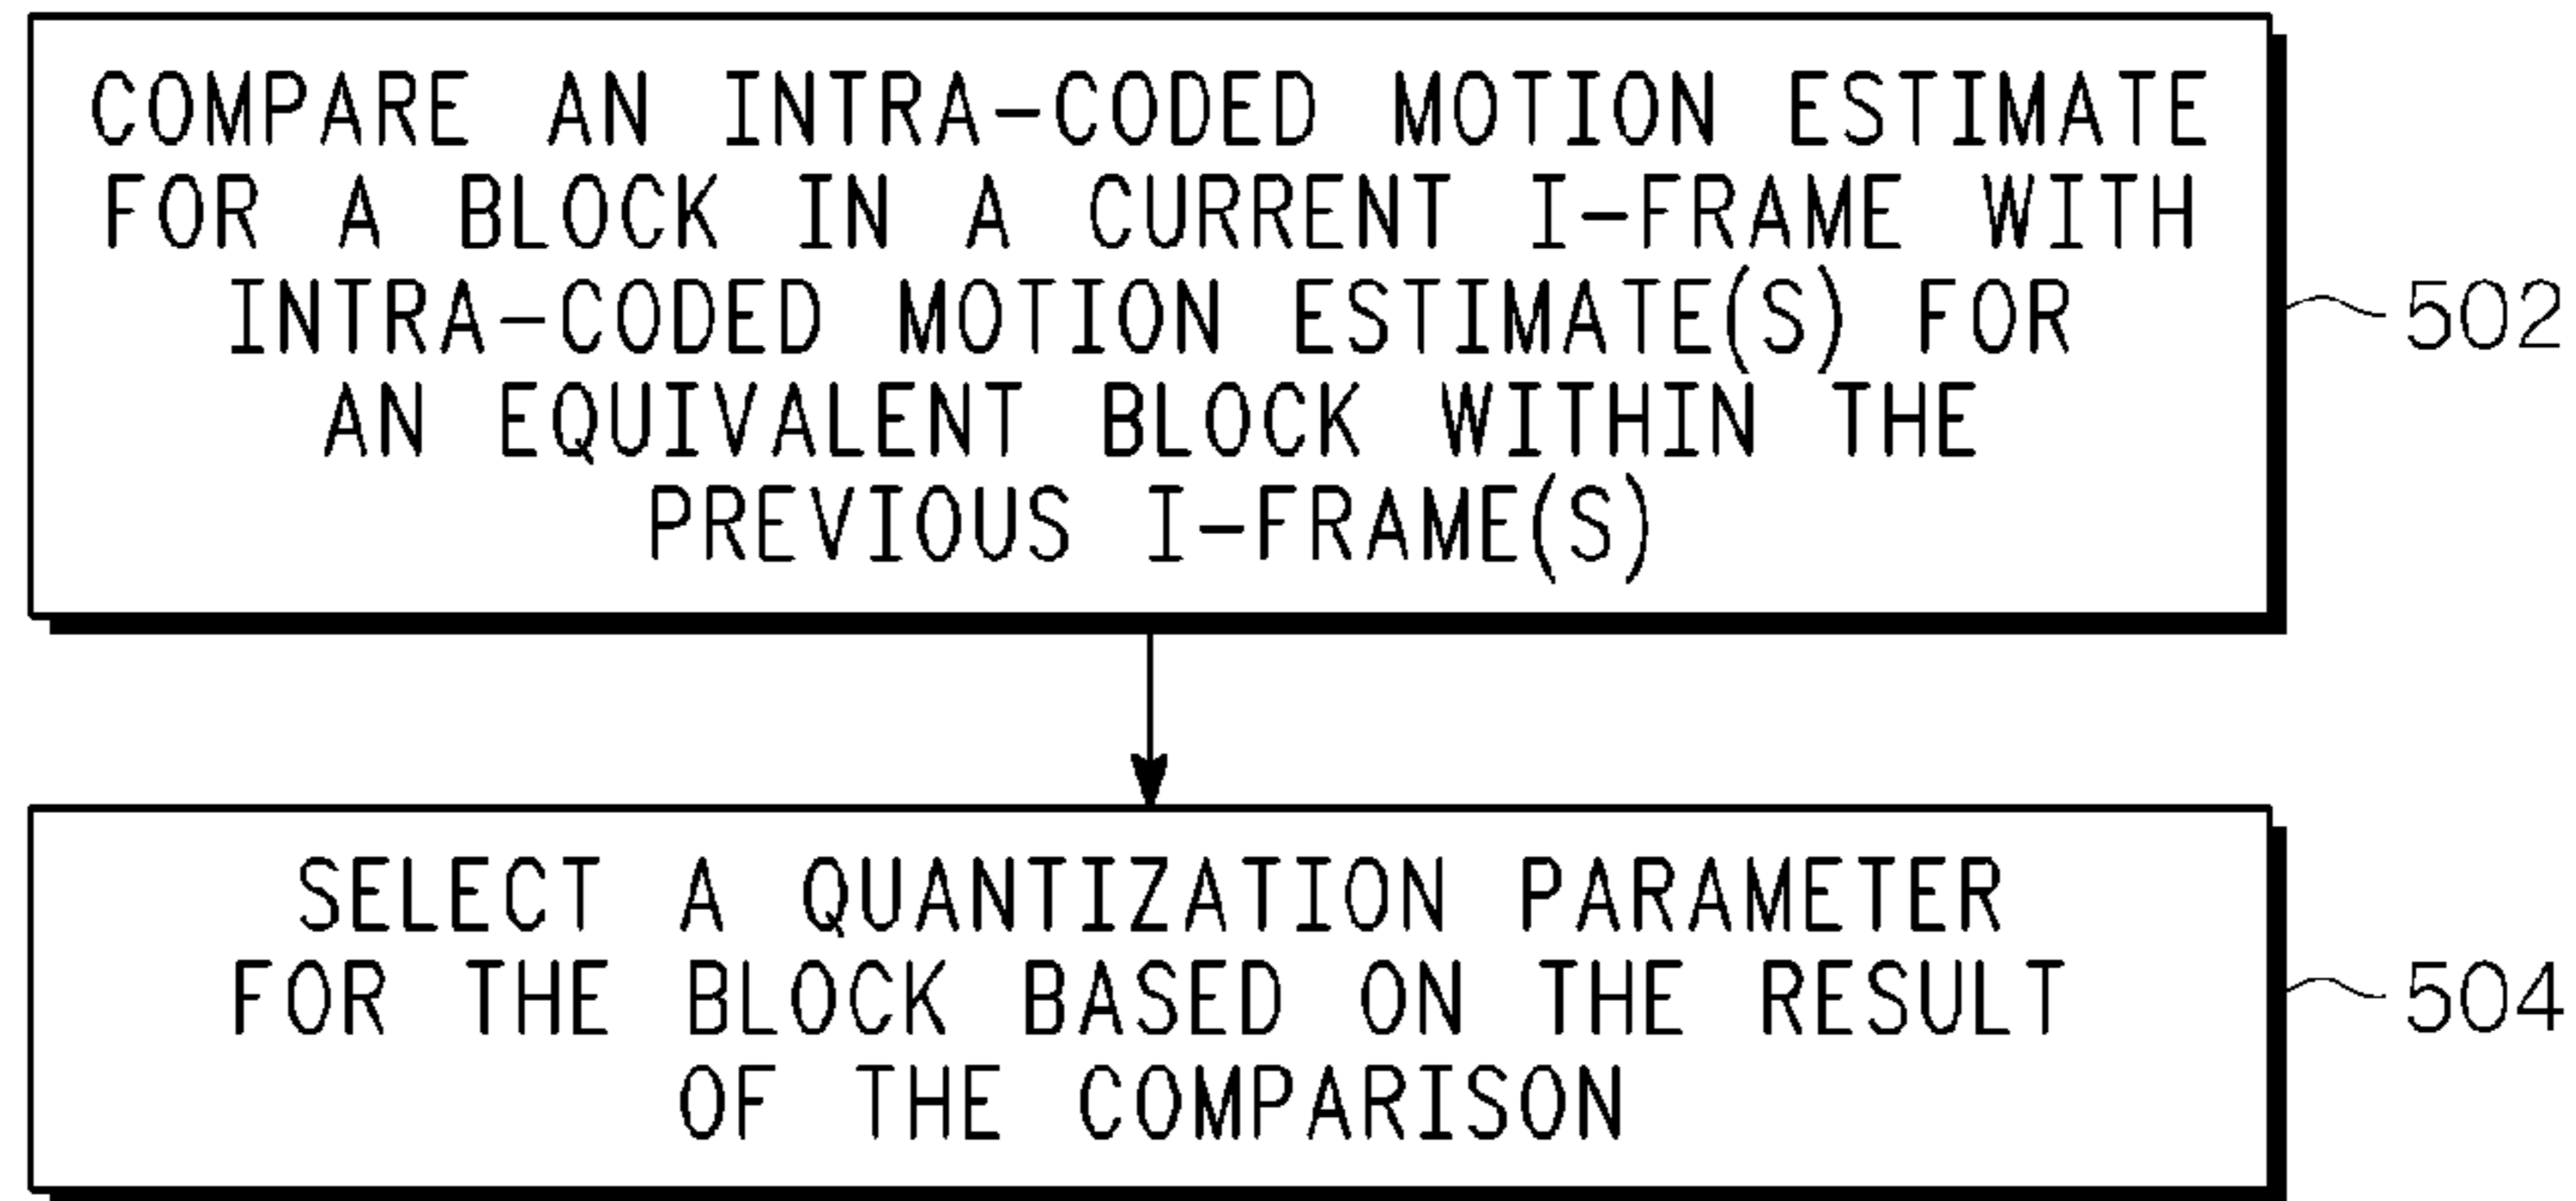 COMPARE AN INTRA-CODED MOTION ESTIMATE
FOR A BLOCK IN A CURRENT I-FRAME WITH
INTRA-CODED MOTION ESTIMATE(S) FOR
AN EQUIVALENT BLOCK WITHIN THE
PREVIOUS I-FRAME(S)
502
SELECT A QUANTIZATION PARAMETER
FOR THE BLOCK BASED ON THE RESULT
OF THE COMPARISON
504